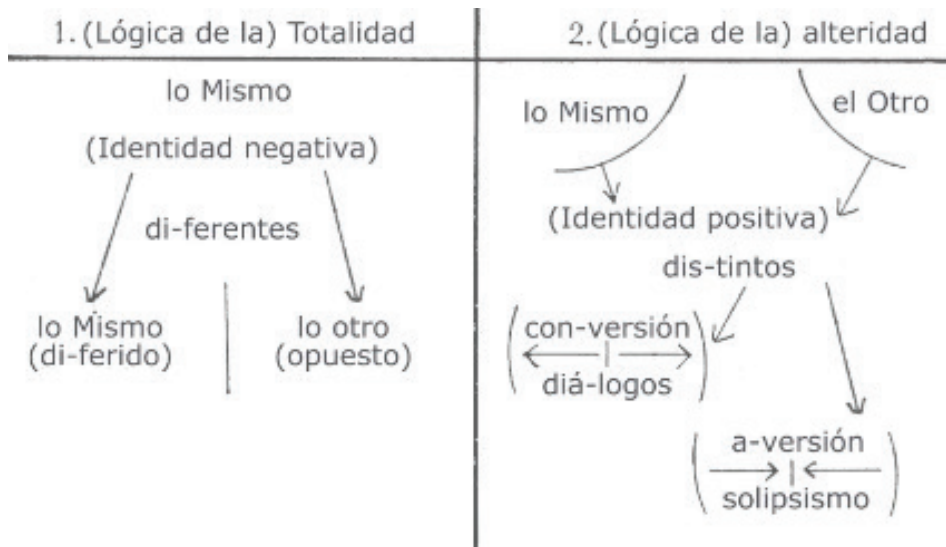 1. (Lógica de la) Totalidad
lo Mismo
(Identidad negativa)
di-ferentes
lo Mismo
(di-ferido)
lo otro
(opuesto)
2. (Lógica de la) alteridad
lo Mismo
el Otro
(Identidad positiva)
dis-tintos
con-versión
diá-logos
a-versión
solipsismo